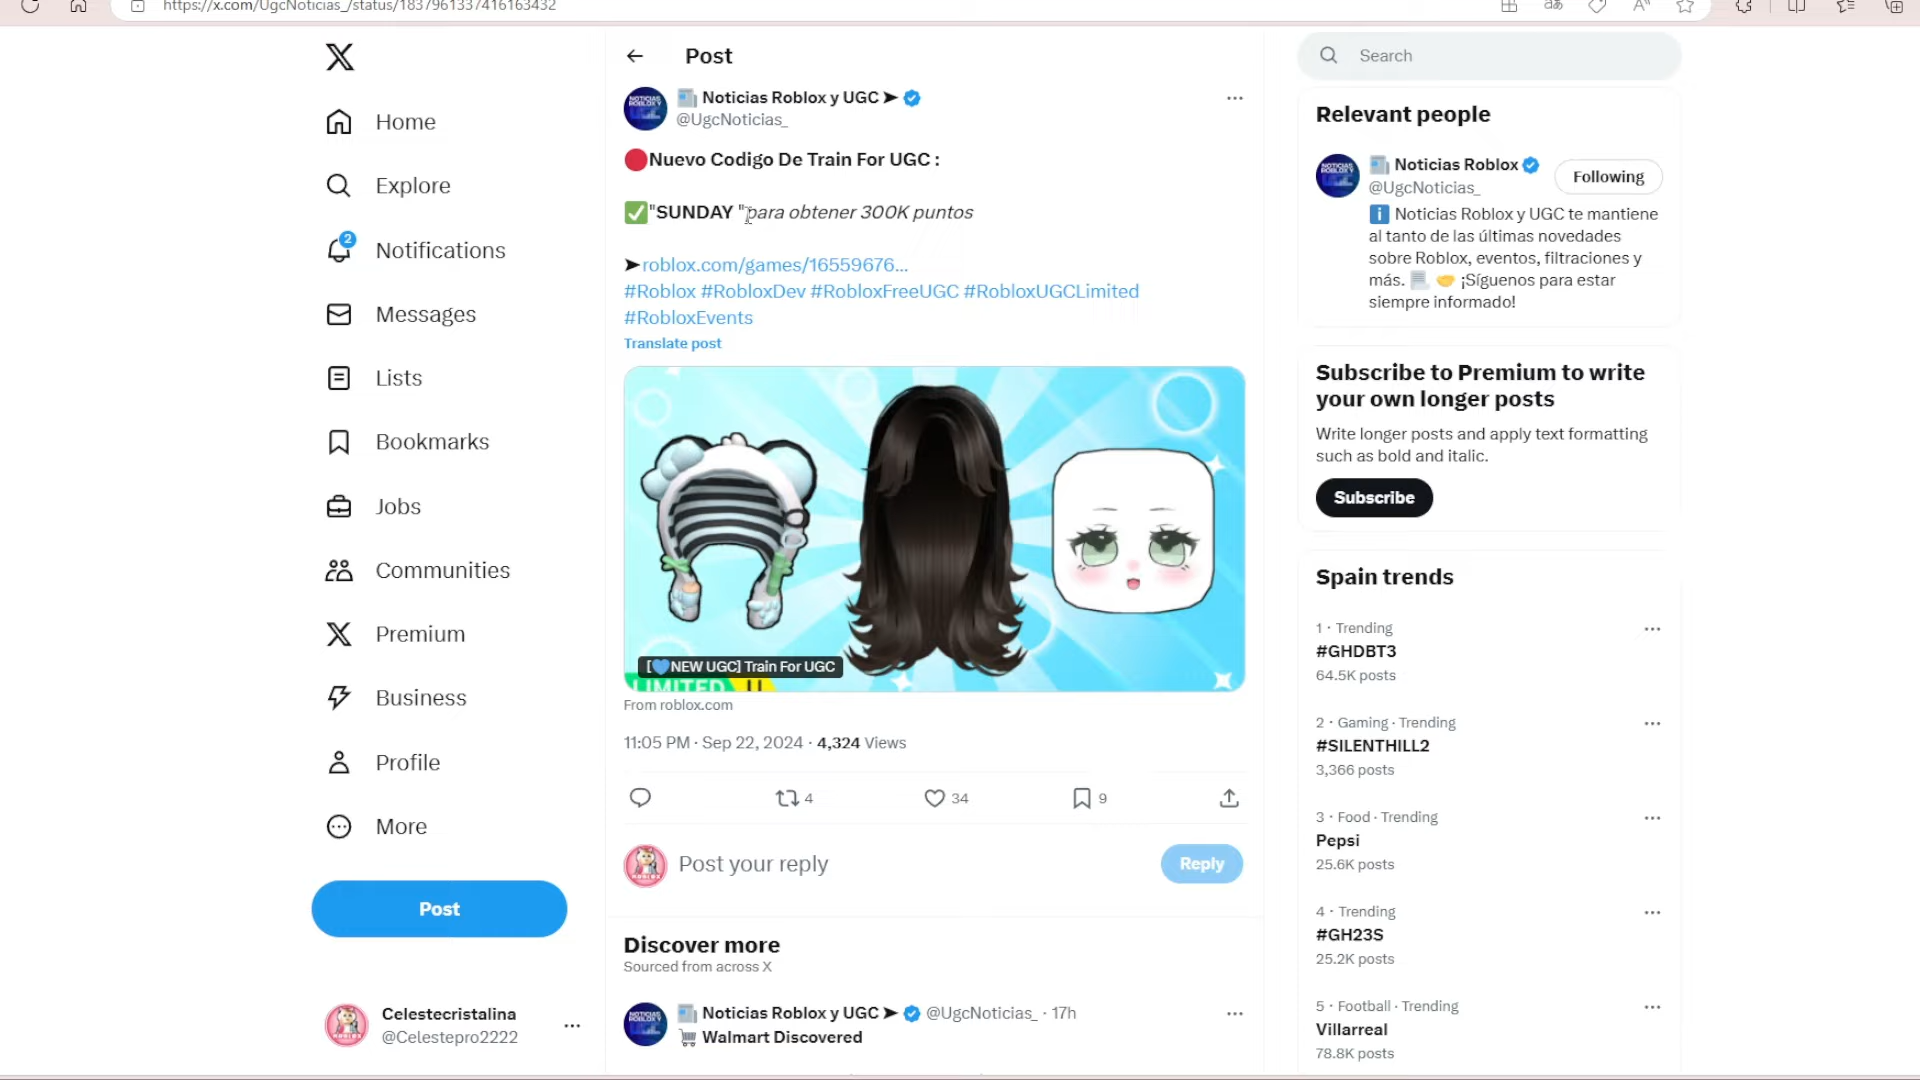 https://x.com/UgcNoticias_/status/1837961337416163432
Home
Explore
2
Notifications
Messages
Lists
Bookmarks
Jobs
Communities
Premium
Business
Profile
More
Post
Celestecristalina
@Celestepro2222
Post
Noticias Roblox y UGC ➤
@UgcNoticias_
🔴Nuevo Codigo De Train For UGC :
✅"SUNDAY "para obtener 300K puntos
➤roblox.com/games/16559676...
#Roblox #RobloxDev #RobloxFreeUGC #RobloxUGCLimited
#RobloxEvents
Translate post
[💙NEW UGC] Train For UGC
LIMITED U
From roblox.com
11:05 PM · Sep 22, 2024 · 4,324 Views
4
34
9
Post your reply
Reply
Discover more
Sourced from across X
Noticias Roblox y UGC ➤ @UgcNoticias_ · 17h
Walmart Discovered
Search
Relevant people
Noticias Roblox
@UgcNoticias_
Following
ℹ️ Noticias Roblox y UGC te mantiene
al tanto de las últimas novedades
sobre Roblox, eventos, filtraciones y
más. 📃 🤝 ¡Síguenos para estar
siempre informado!
Subscribe to Premium to write
your own longer posts
Write longer posts and apply text formatting
such as bold and italic.
Subscribe
Spain trends
1 · Trending
#GHDBT3
64.5K posts
2 · Gaming · Trending
#SILENTHILL2
3,366 posts
3 · Food · Trending
Pepsi
25.6K posts
4 · Trending
#GH23S
25.2K posts
5 · Football · Trending
Villarreal
78.8K posts